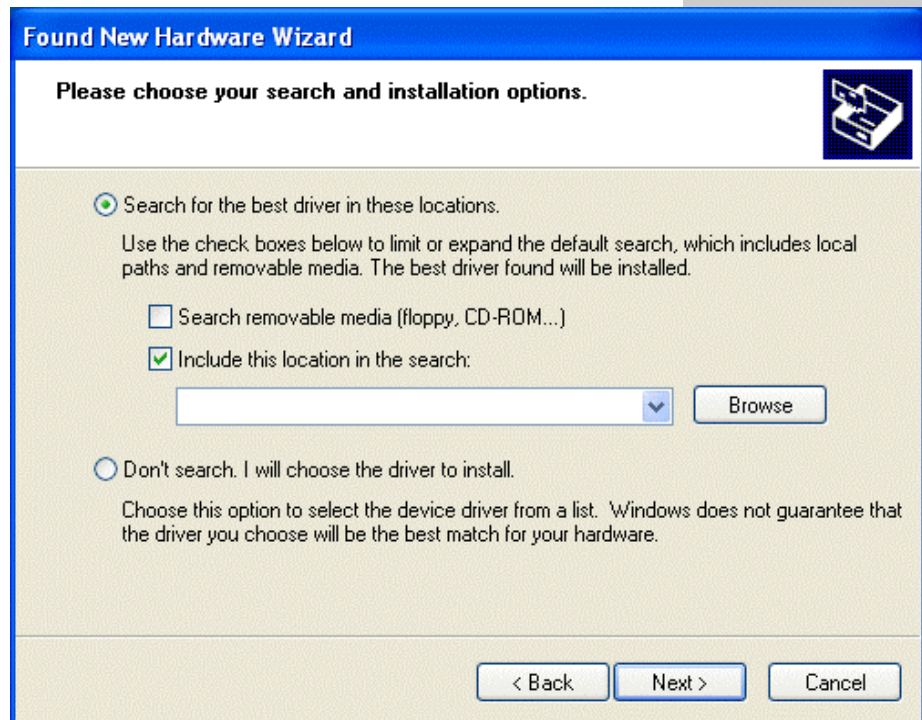 Found New Hardware Wizard
Please choose your search and installation options.
Search for the best driver in these locations.
Use the check boxes below to limit or expand the default search, which includes local
paths and removable media. The best driver found will be installed.
Search removable media (floppy, CD-ROM...)
Include this location in the search:
Browse
Don't search. I will choose the driver to install.
Choose this option to select the device driver from a list.  Windows does not guarantee that
the driver you choose will be the best match for your hardware.
< Back
Next >
Cancel